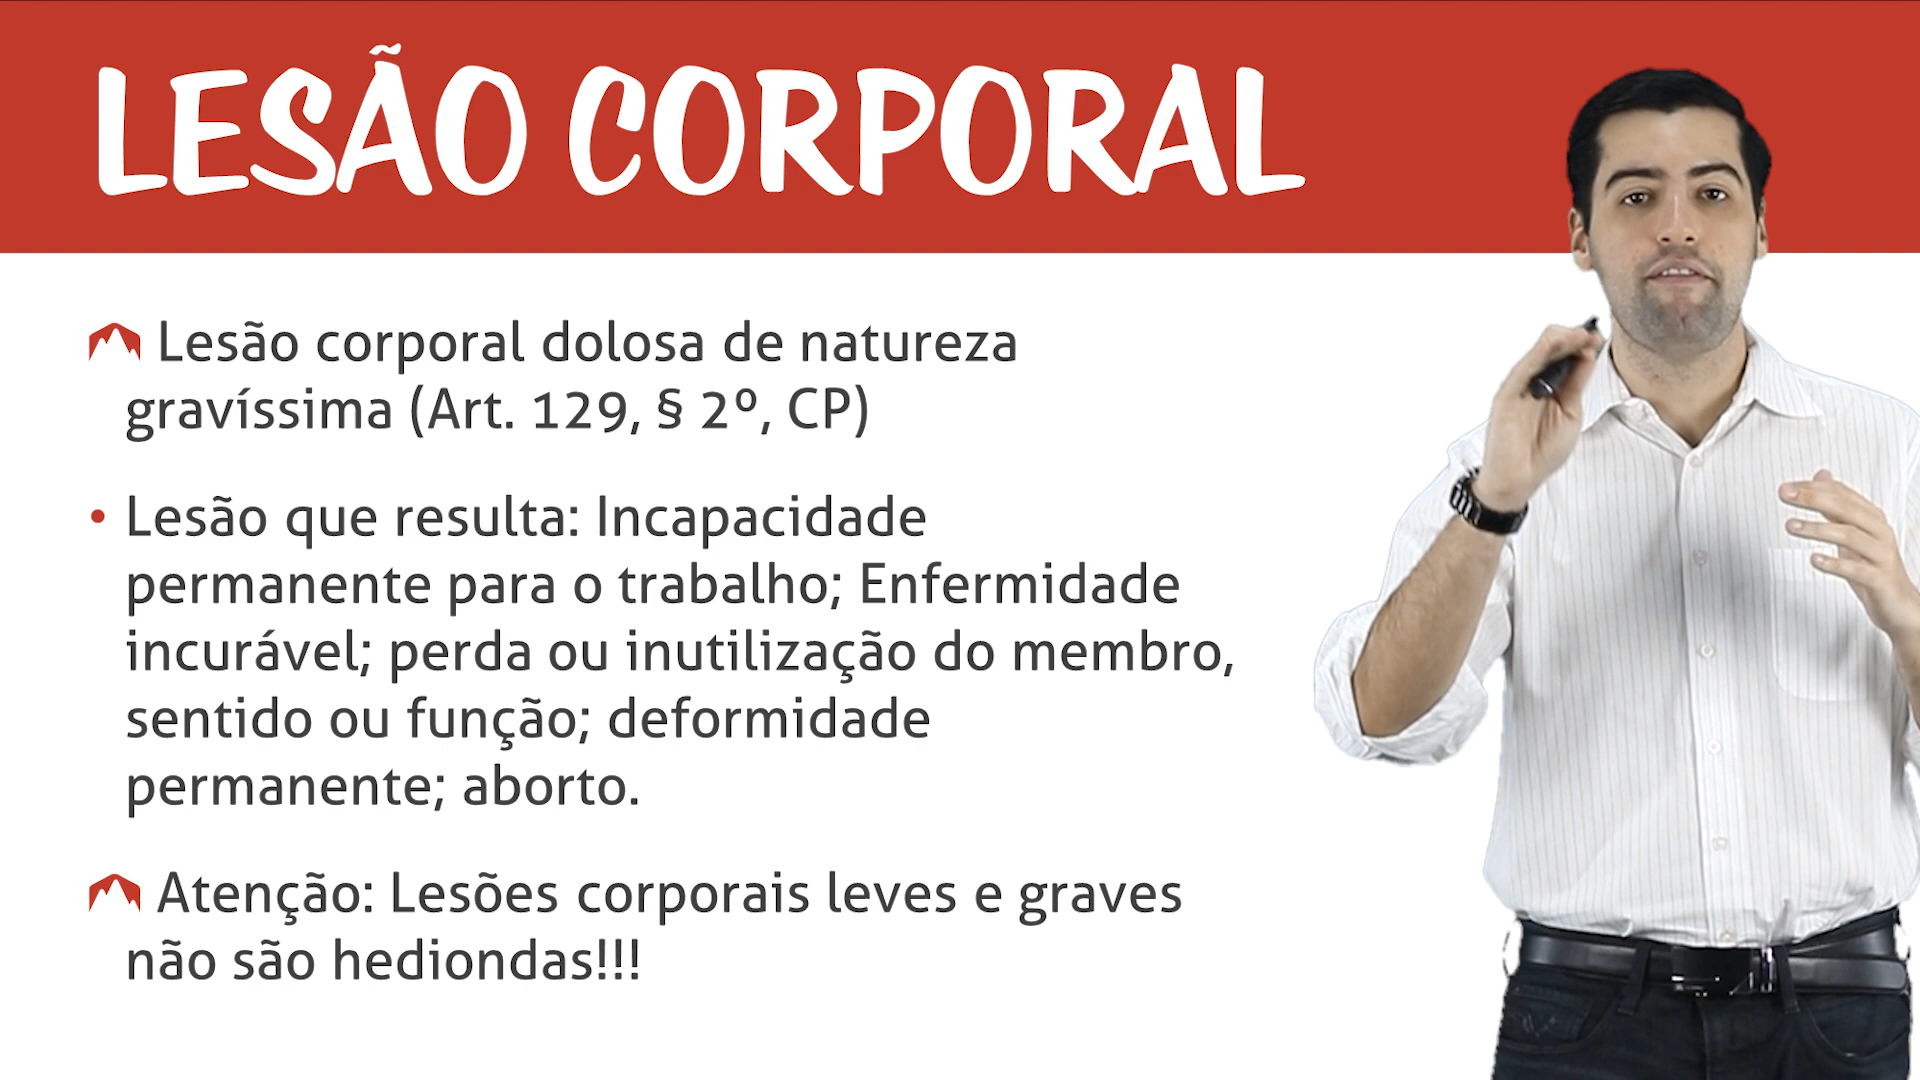 LESÃO CORPORAL
Lesão corporal dolosa de natureza
gravíssima (Art. 129, § 2º, CP)
• Lesão que resulta: Incapacidade
permanente para o trabalho; Enfermidade
incurável; perda ou inutilização do membro,
sentido ou função; deformidade
permanente; aborto.
Atenção: Lesões corporais leves e graves
não são hediondas!!!